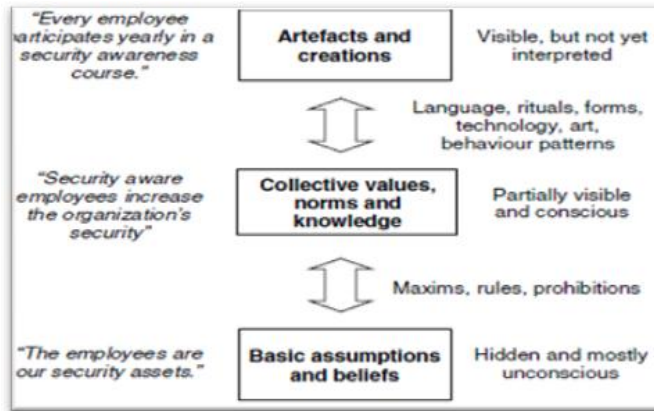 "Every employee
participates yearly in a
security awareness
course."
Artefacts and
creations
Visible, but not yet
interpreted
Language, rituals, forms,
technology, art,
behaviour patterns
"Security aware
employees increase
the organization's
security"
Collective values,
norms and
knowledge
Partially visible
and conscious
Maxims, rules, prohibitions
"The employees are
our security assets."
Basic assumptions
and beliefs
Hidden and mostly
unconscious